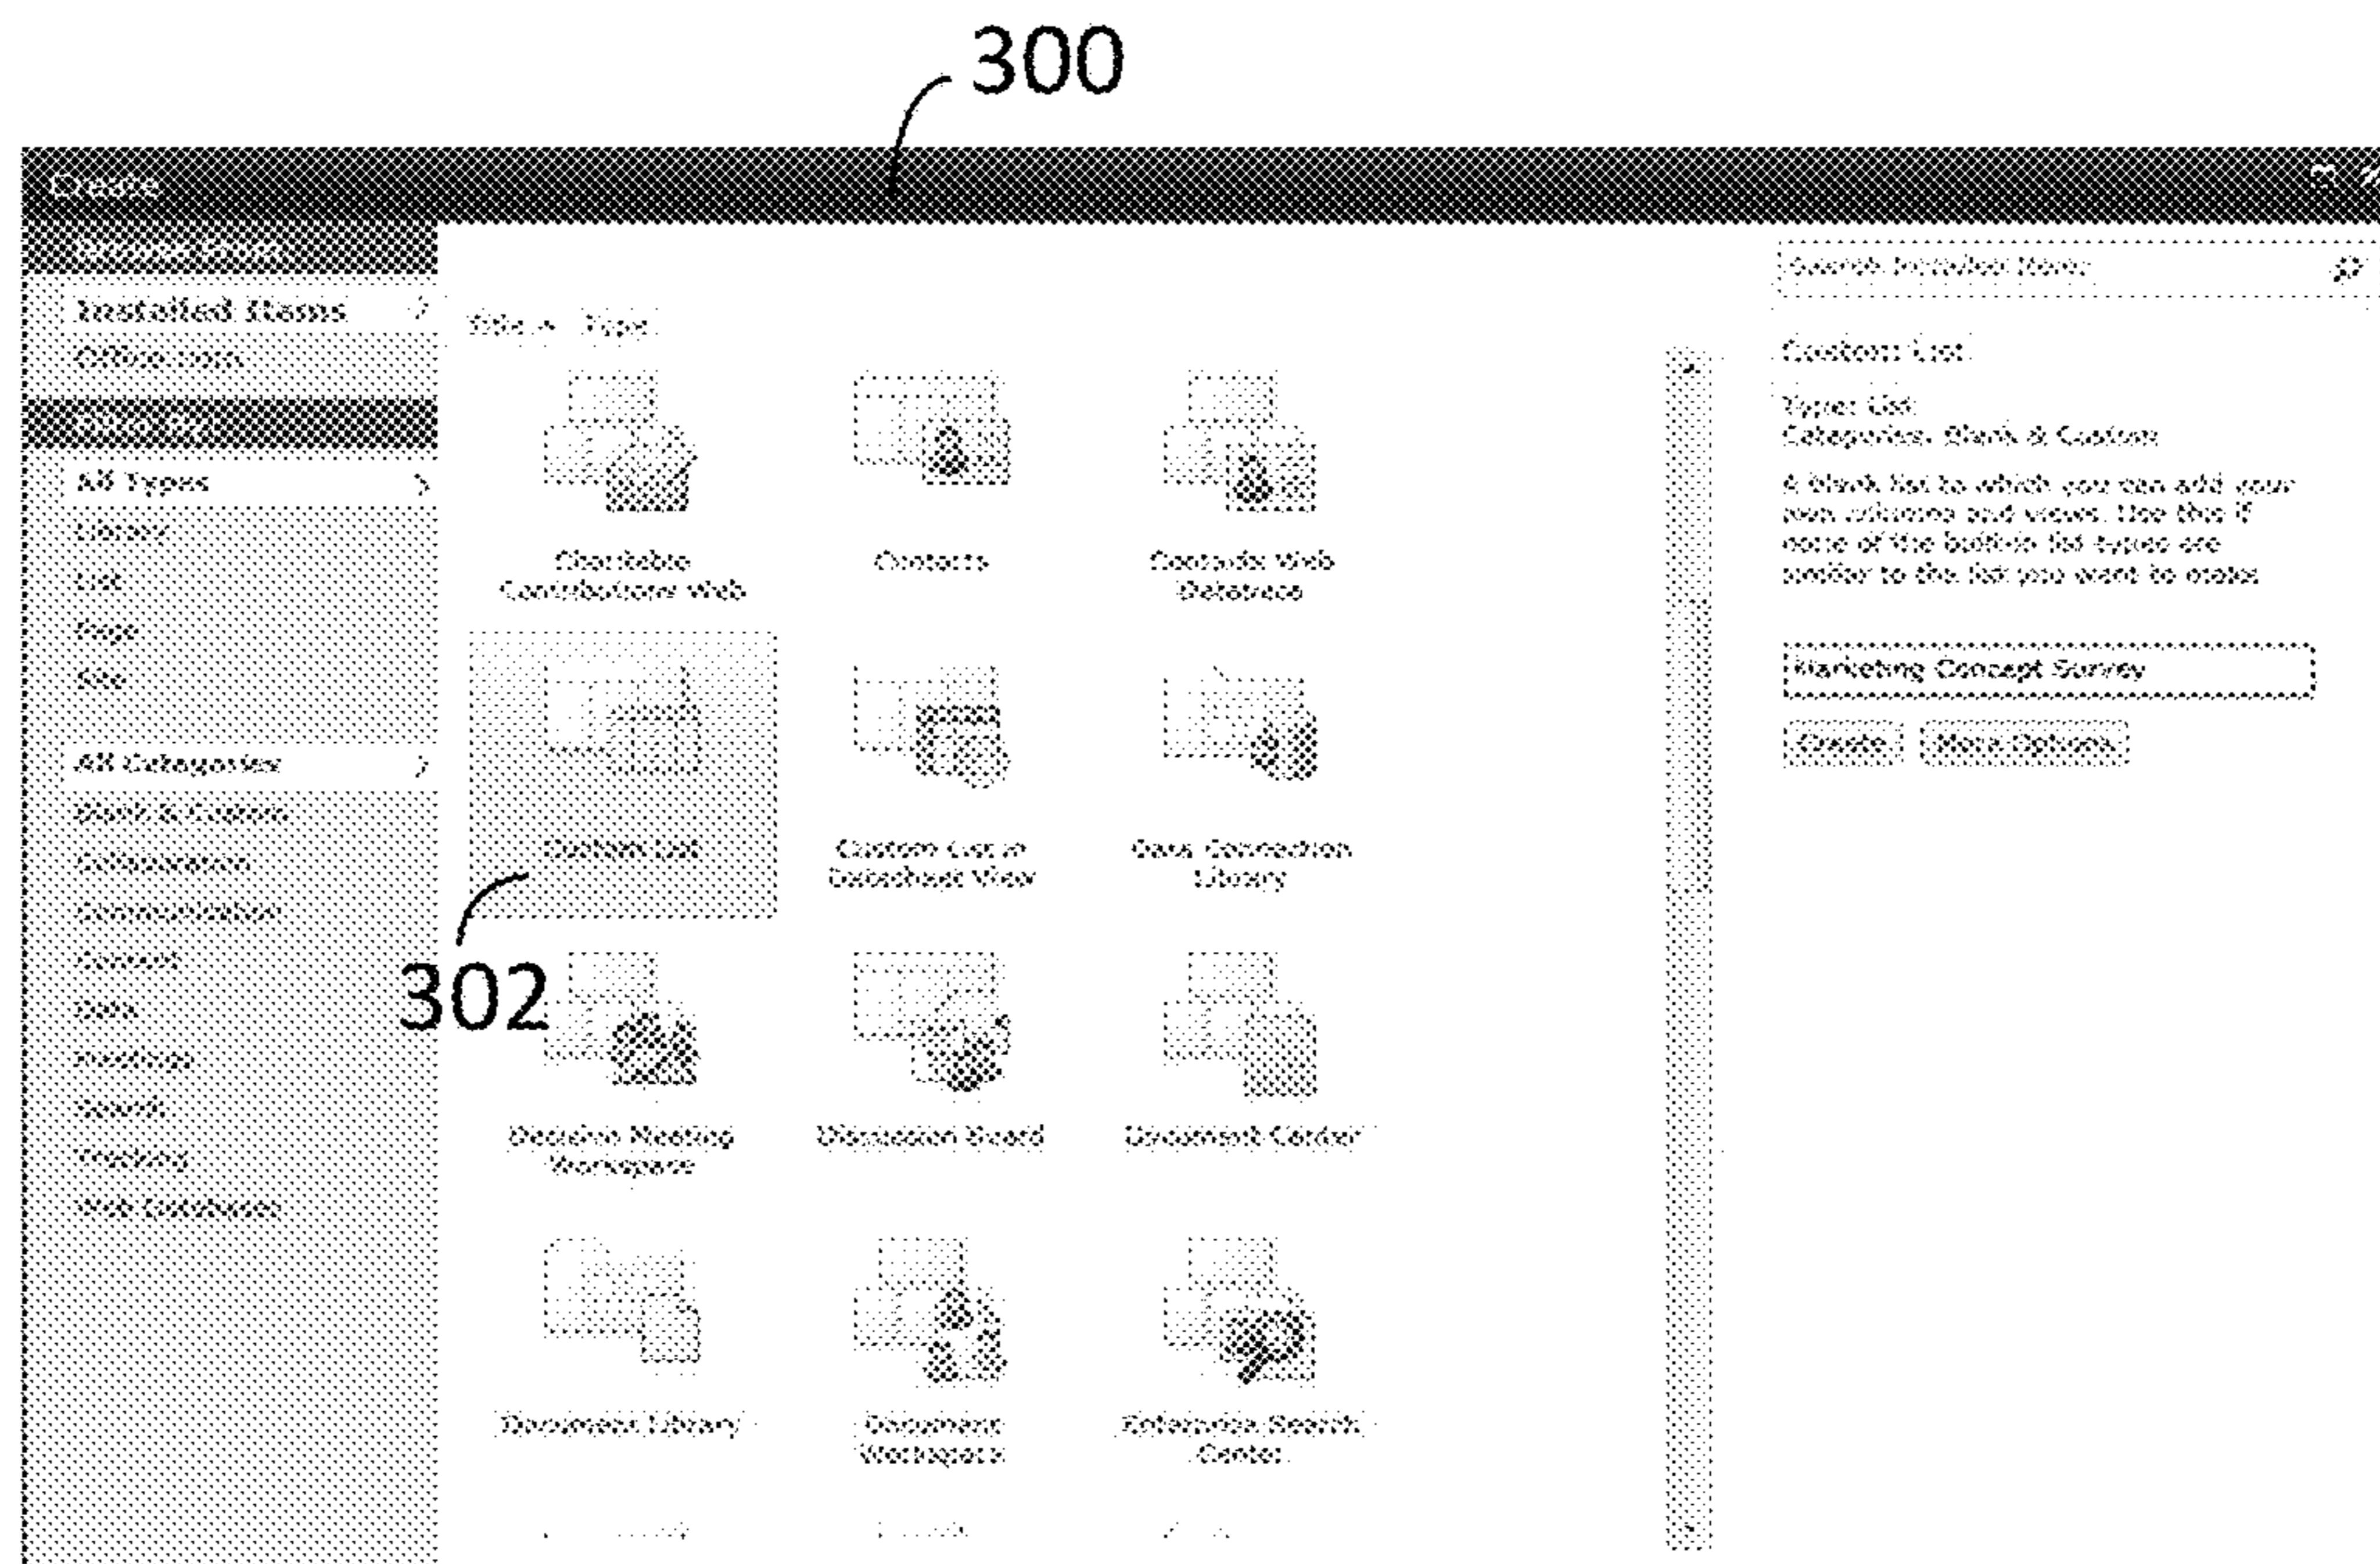 300
Create
Browse From:
Installed Items
Office.com
Filter By:
All Types
Library
List
Page
Site
All Categories
Blank & Custom
Collaboration
Communication
Content
Data
Meetings
Search
Tracking
Web Databases
Title Type
Charitable
Contributions Web
Contacts
Contacts Web
Database
Custom List
Custom List in
Datasheet View
Data Connection
Library
302
Decision Meeting
Workspace
Discussion Board
Document Center
Document Library
Document
Workspace
Enterprise Search
Center
Search Installed Items
Custom List
Type: List
Categories: Blank & Custom
A blank list to which you can add your
own columns and views. Use this if
none of the built-in list types are
similar to the list you want to make.
Marketing Concept Survey
Create
More Options